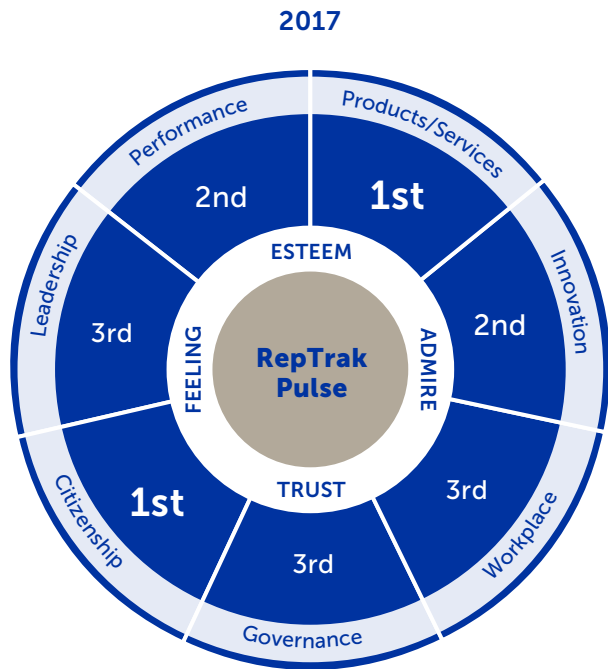 2017
Performance
2nd
Products/Services
1st
Innovation
2nd
Workplace
3rd
Governance
3rd
Citizenship
1st
Leadership
3rd
ESTEEM
ADMIRE
TRUST
FEELING
RepTrak
Pulse